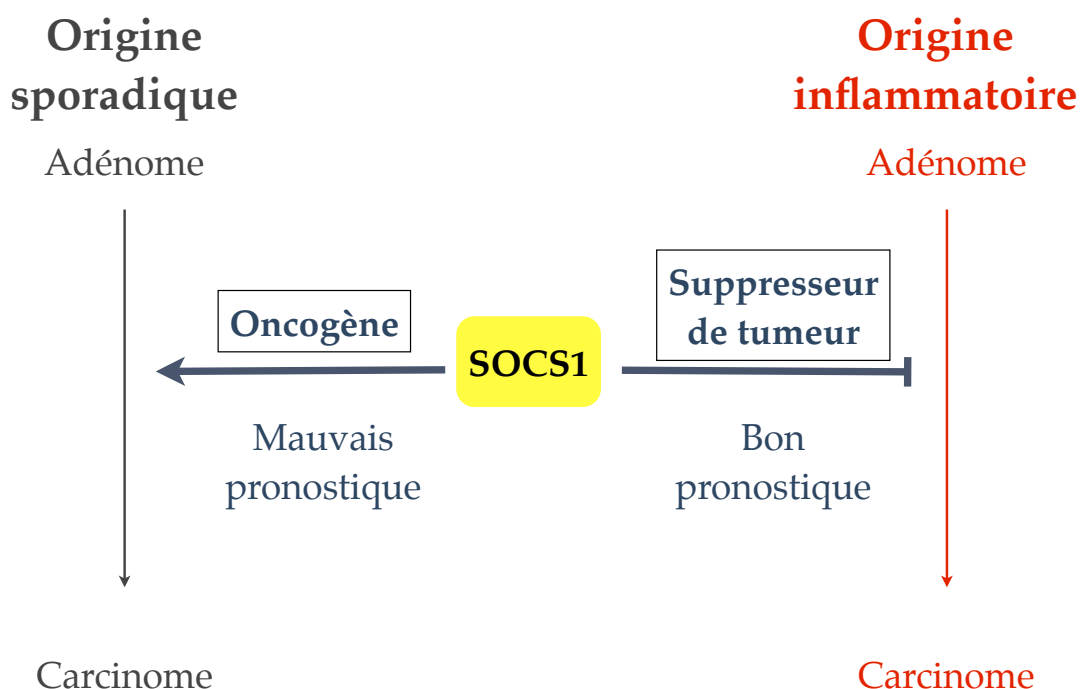 Origine
sporadique
Adénome
Origine
inflammatoire
Adénome
Oncogène
Suppresseur
de tumeur
SOCS1
Mauvais
pronostique
Bon
pronostique
Carcinome
Carcinome